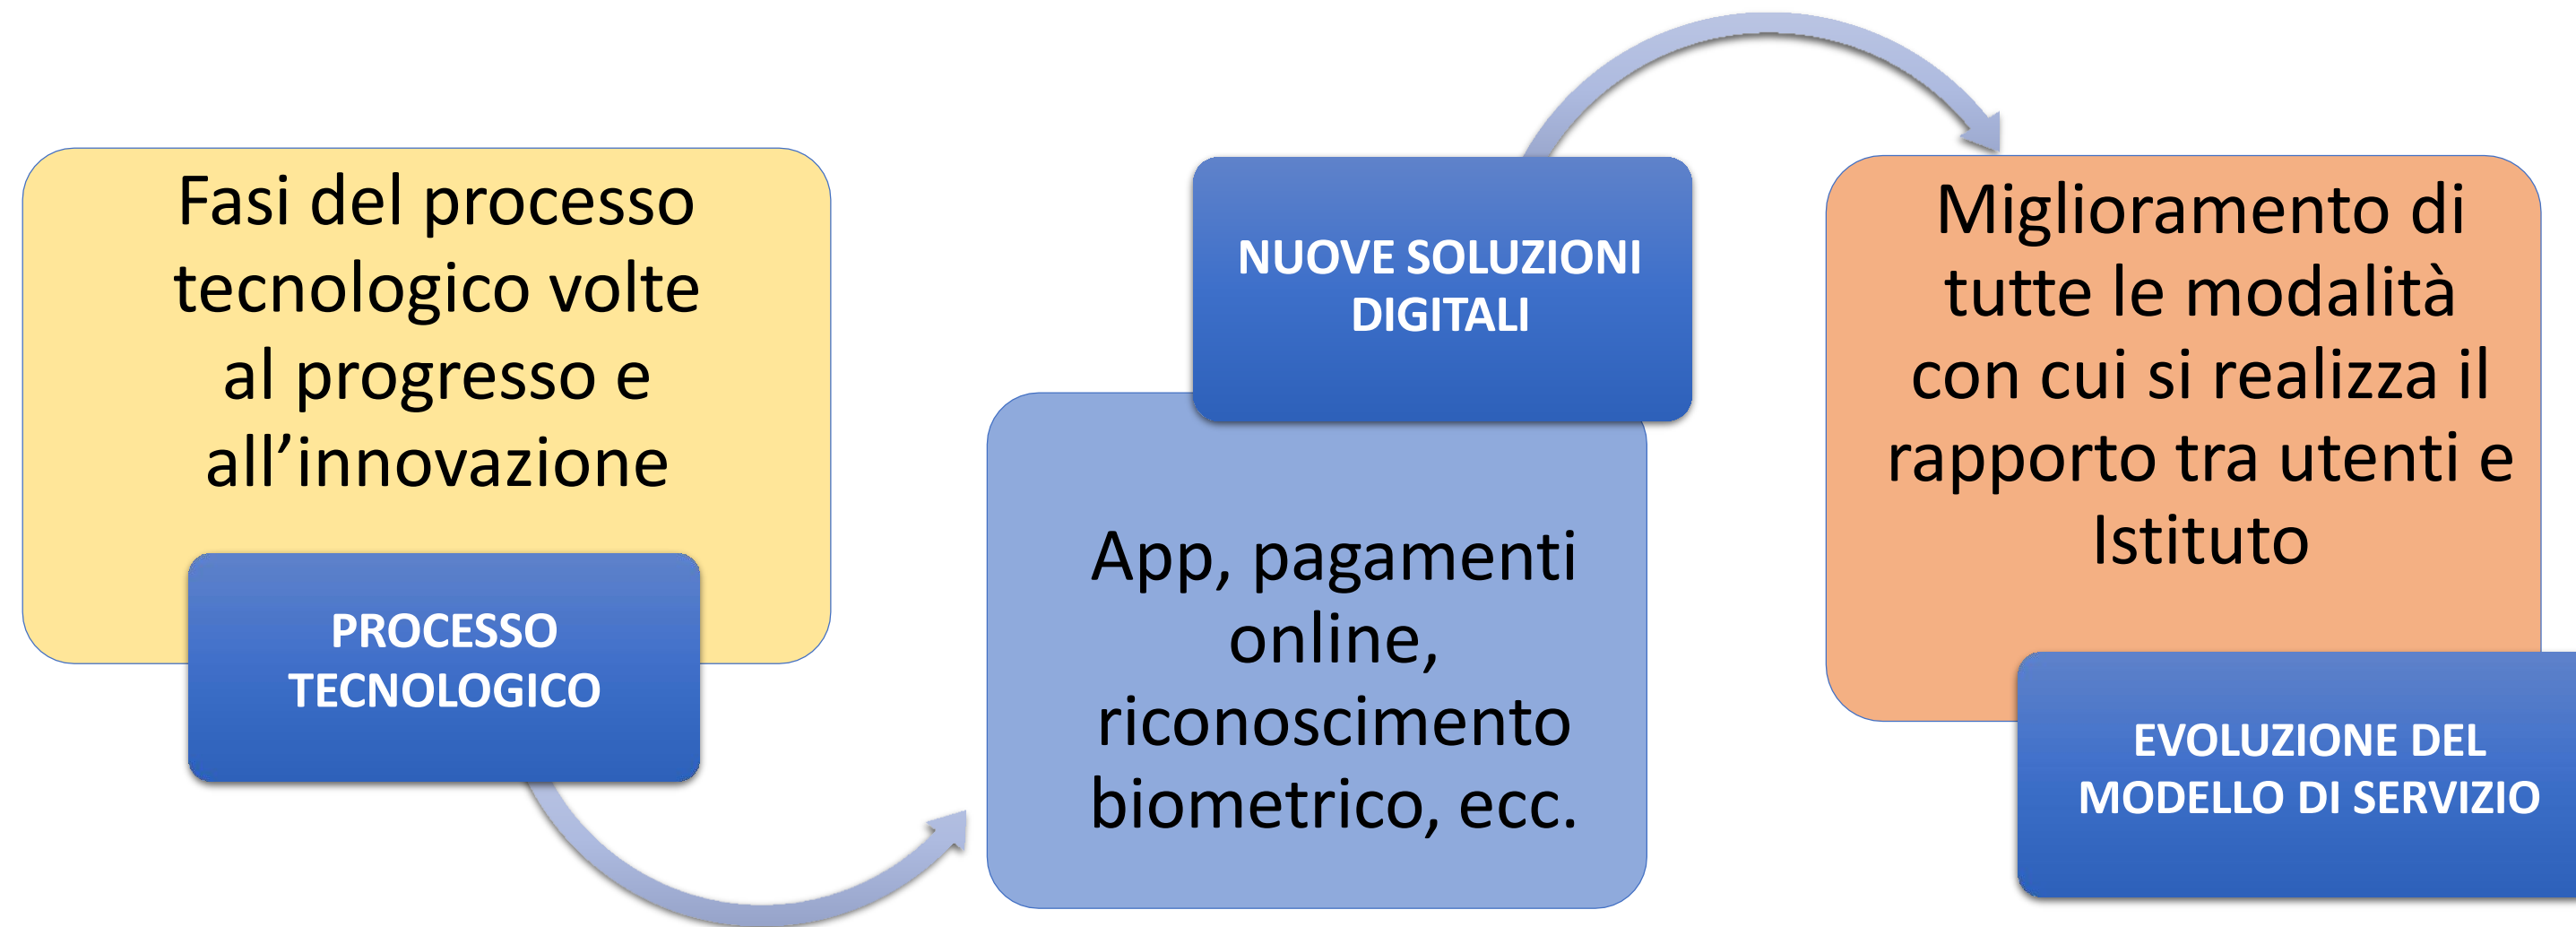 Fasi del processo
tecnologico volte
al progresso e
all’innovazione
PROCESSO
TECNOLOGICO
NUOVE SOLUZIONI
DIGITALI
App, pagamenti
online,
riconoscimento
biometrico, ecc.
Miglioramento di
tutte le modalità
con cui si realizza il
rapporto tra utenti e
Istituto
EVOLUZIONE DEL
MODELLO DI SERVIZIO